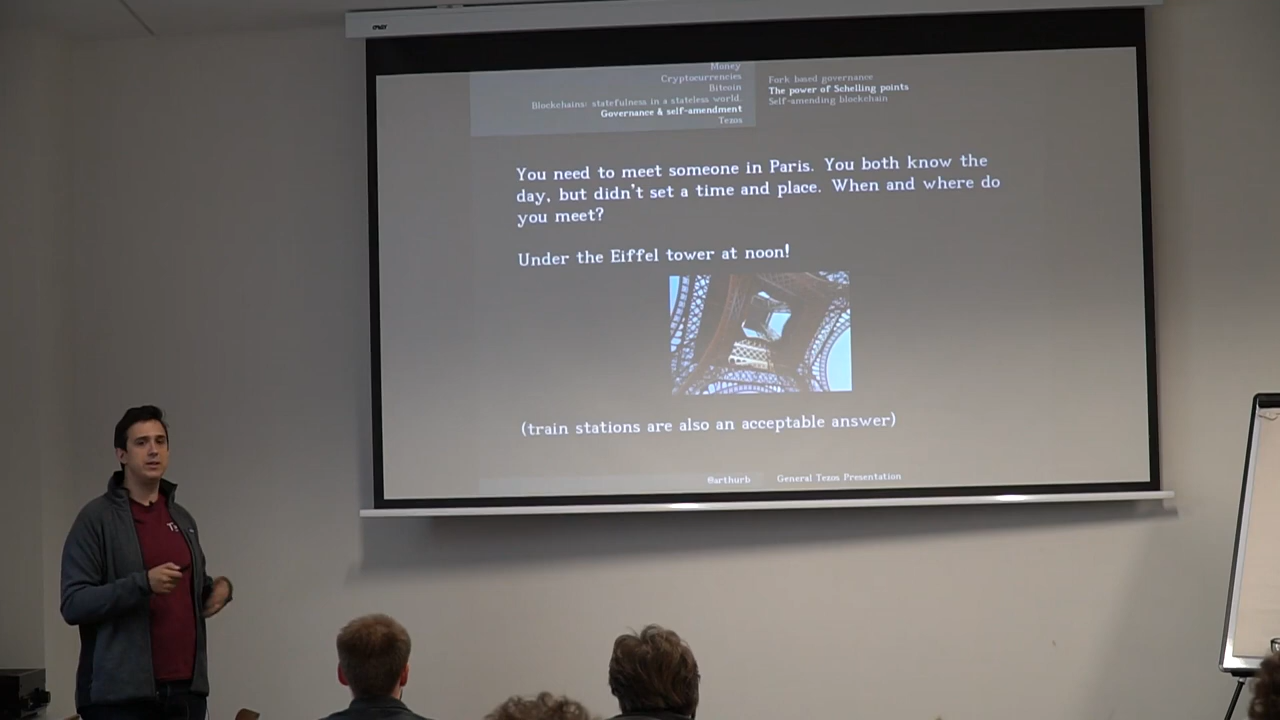 Money
Cryptocurrencies
Bitcoin
Blockchains: statefulness in a stateless world.
Governance & self-amendment
Tezos
Fork based governance
The power of Schelling points
Self-amending blockchain
You need to meet someone in Paris. You both know the
day, but didn't set a time and place. When and where do
you meet?
Under the Eiffel tower at noon!
(train stations are also an acceptable answer)
@arthurb
General Tezos Presentation